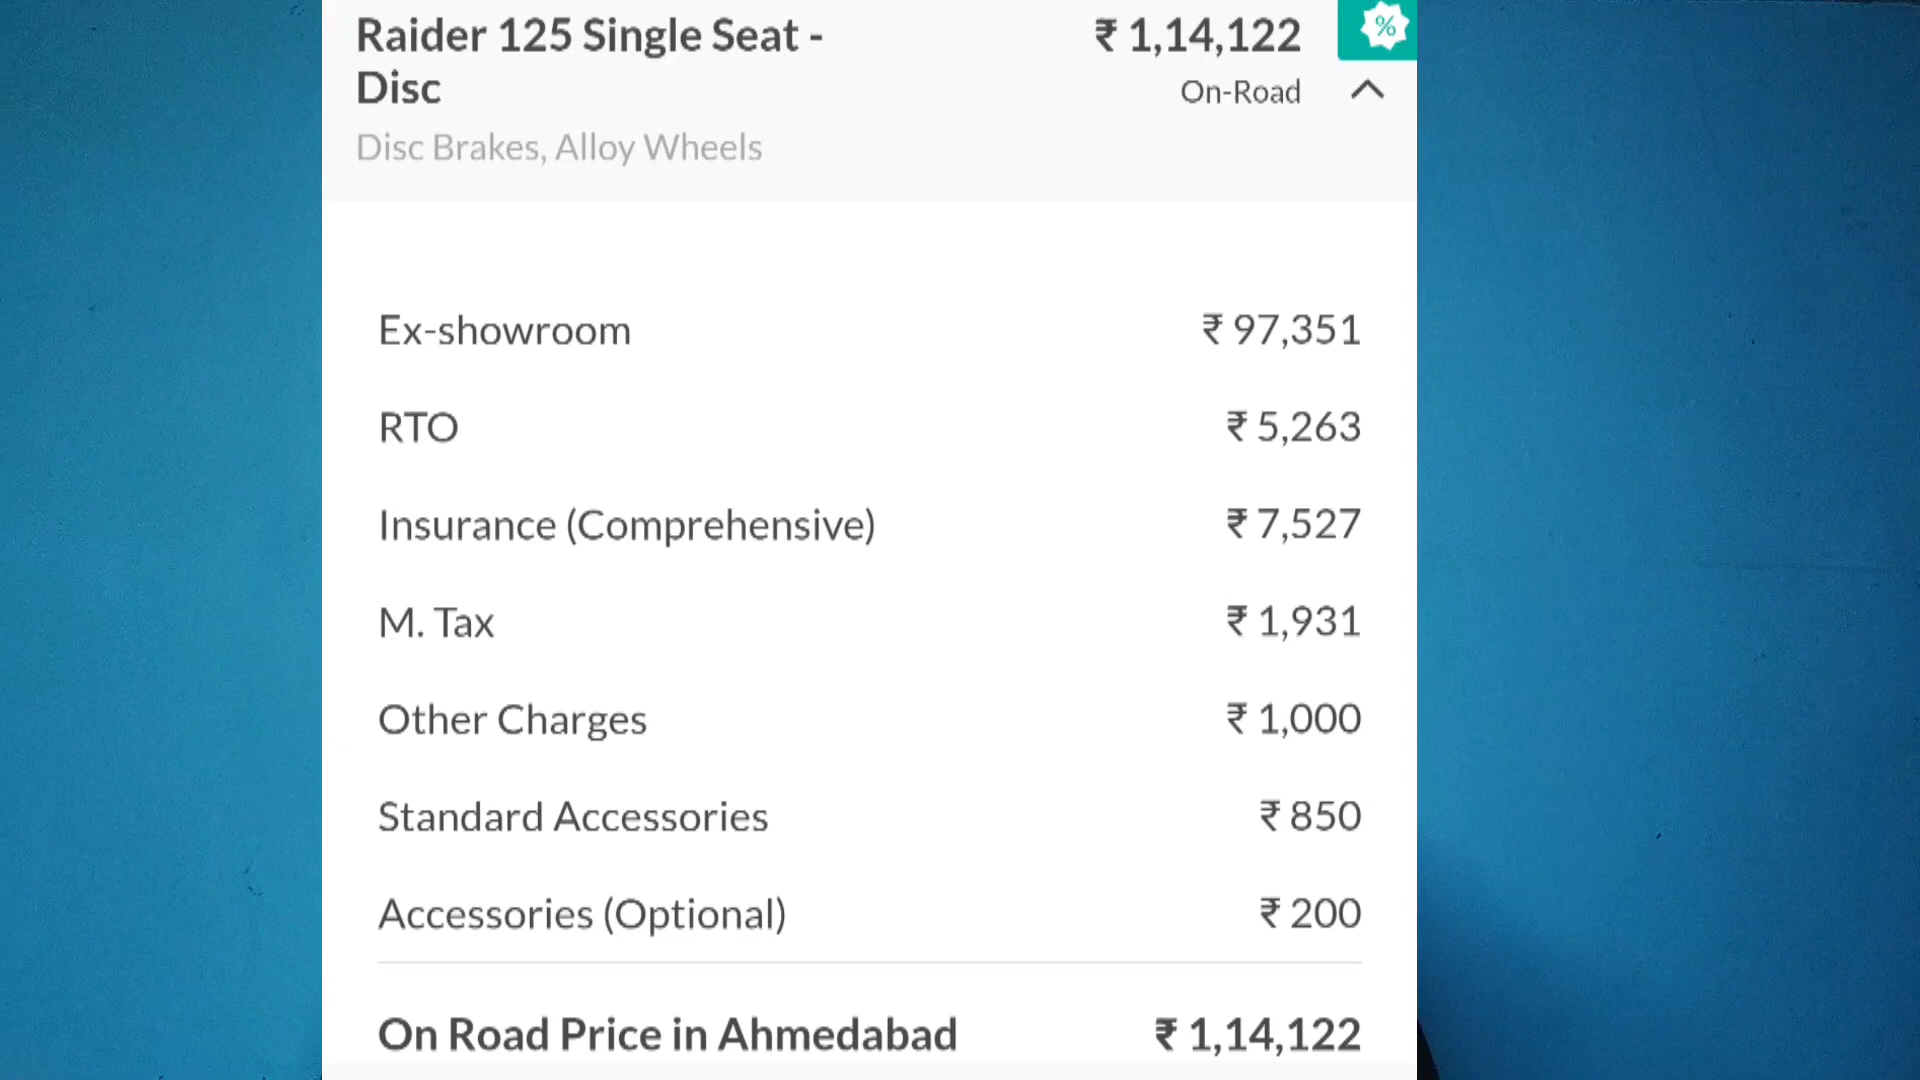 Raider 125 Single Seat - ₹ 1,14,122 %
Disc On-Road
Disc Brakes, Alloy Wheels
Ex-showroom ₹ 97,351
RTO ₹ 5,263
Insurance (Comprehensive) ₹ 7,527
M. Tax ₹ 1,931
Other Charges ₹ 1,000
Standard Accessories ₹ 850
Accessories (Optional) ₹ 200
On Road Price in Ahmedabad ₹ 1,14,122